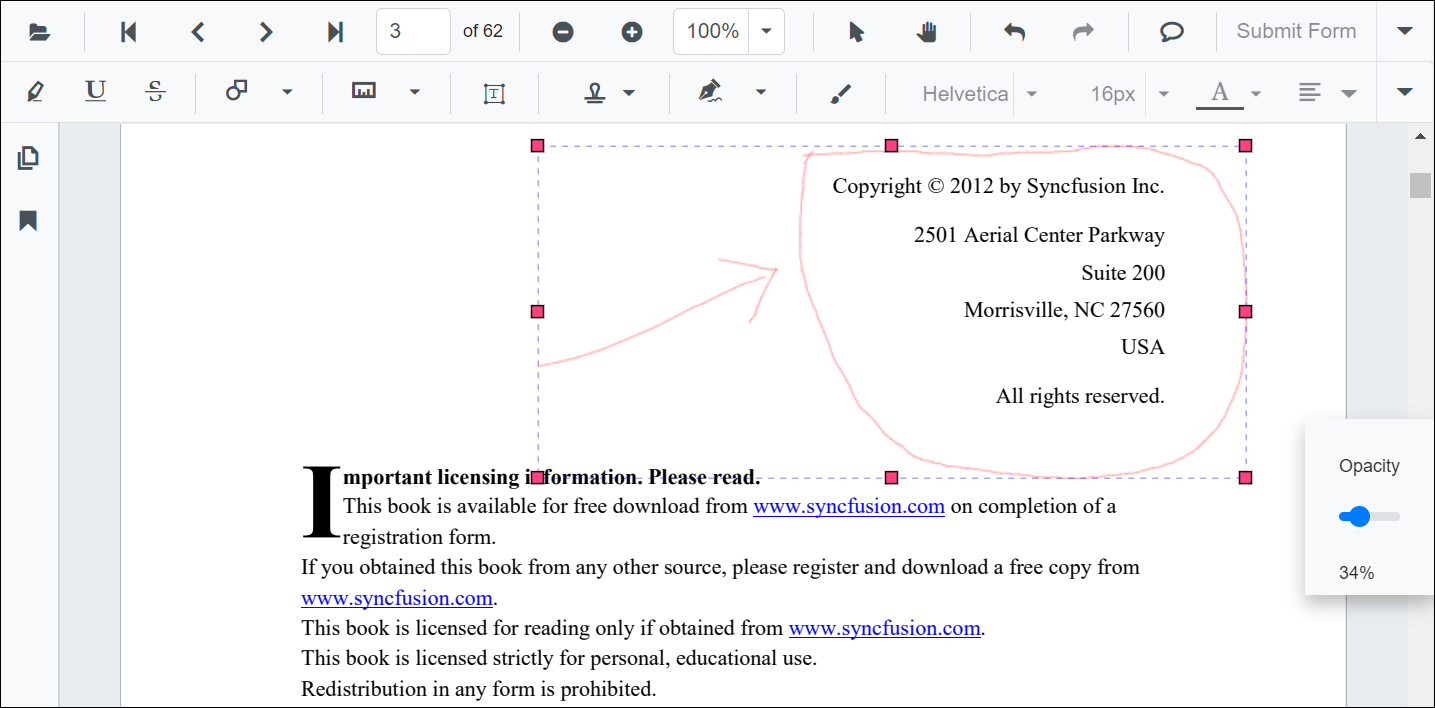 3 of 62 100% Submit Form
U S T Helvetica 16px A
Copyright © 2012 by Syncfusion Inc.
2501 Aerial Center Parkway
Suite 200
Morrisville, NC 27560
USA
All rights reserved.
Important licensing information. Please read.
This book is available for free download from www.syncfusion.com on completion of a
registration form.
If you obtained this book from any other source, please register and download a free copy from
www.syncfusion.com.
This book is licensed for reading only if obtained from www.syncfusion.com.
This book is licensed strictly for personal, educational use.
Redistribution in any form is prohibited.
Opacity
34%